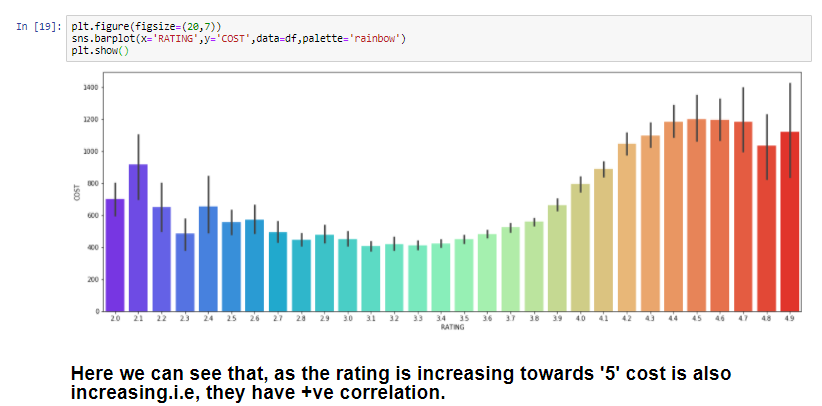 In [19]: plt.figure(figsize=(20,7))
sns.barplot(x='RATING',y='COST',data=df,palette='rainbow')
plt.show()
1400
1200
1000
800
600
400
200
0
COST
2.0 2.1 2.2 2.3 2.4 2.5 2.6 2.7 2.8 2.9 3.0 3.1 3.2 3.3 3.4 3.5 3.6 3.7 3.8 3.9 4.0 4.1 4.2 4.3 4.4 4.5 4.6 4.7 4.8 4.9
RATING
Here we can see that, as the rating is increasing towards '5' cost is also
increasing.i.e, they have +ve correlation.